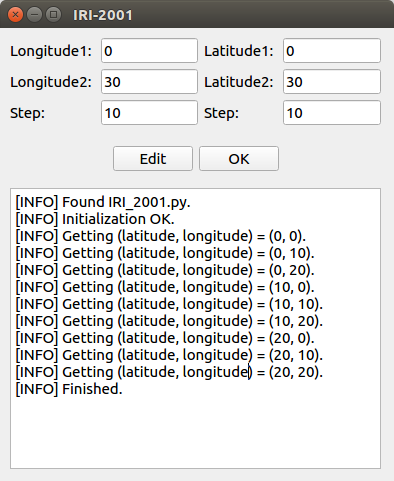 IRI-2001
Longitude1: 0 Latitude1: 0
Longitude2: 30 Latitude2: 30
Step: 10 Step: 10
Edit OK
[INFO] Found IRI_2001.py.
[INFO] Initialization OK.
[INFO] Getting (latitude, longitude) = (0, 0).
[INFO] Getting (latitude, longitude) = (0, 10).
[INFO] Getting (latitude, longitude) = (0, 20).
[INFO] Getting (latitude, longitude) = (10, 0).
[INFO] Getting (latitude, longitude) = (10, 10).
[INFO] Getting (latitude, longitude) = (10, 20).
[INFO] Getting (latitude, longitude) = (20, 0).
[INFO] Getting (latitude, longitude) = (20, 10).
[INFO] Getting (latitude, longitude) = (20, 20).
[INFO] Finished.